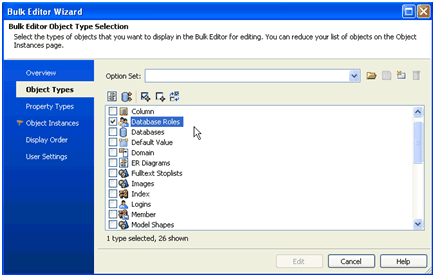 Bulk Editor Wizard
Bulk Editor Object Type Selection
Select the types of objects that you want to display in the Bulk Editor for editing. You can reduce your list of objects on the Object
Instances page.
Overview
Object Types
Property Types
Object Instances
Display Order
User Settings
Option Set:
Column
Database Roles
Databases
Default Value
Domain
ER Diagrams
Fulltext Stoplists
Images
Index
Logins
Member
Model Shapes
1 type selected, 26 shown
Edit
Cancel
Help